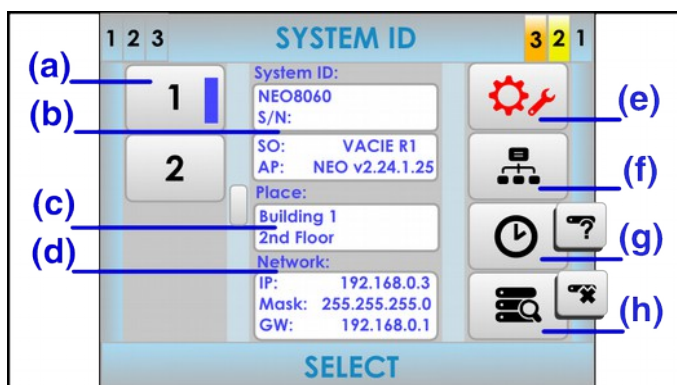 1 2 3 SYSTEM ID 3 2 1
(a)
1
System ID:
NEO8060
S/N:
(e)
(b)
SO: VACIE R1
AP: NEO v2.24.1.25
2
(f)
Place:
(c)
Building 1
2nd Floor
?
(g)
(d)
Network:
IP: 192.168.0.3
Mask: 255.255.255.0
GW: 192.168.0.1
(h)
SELECT